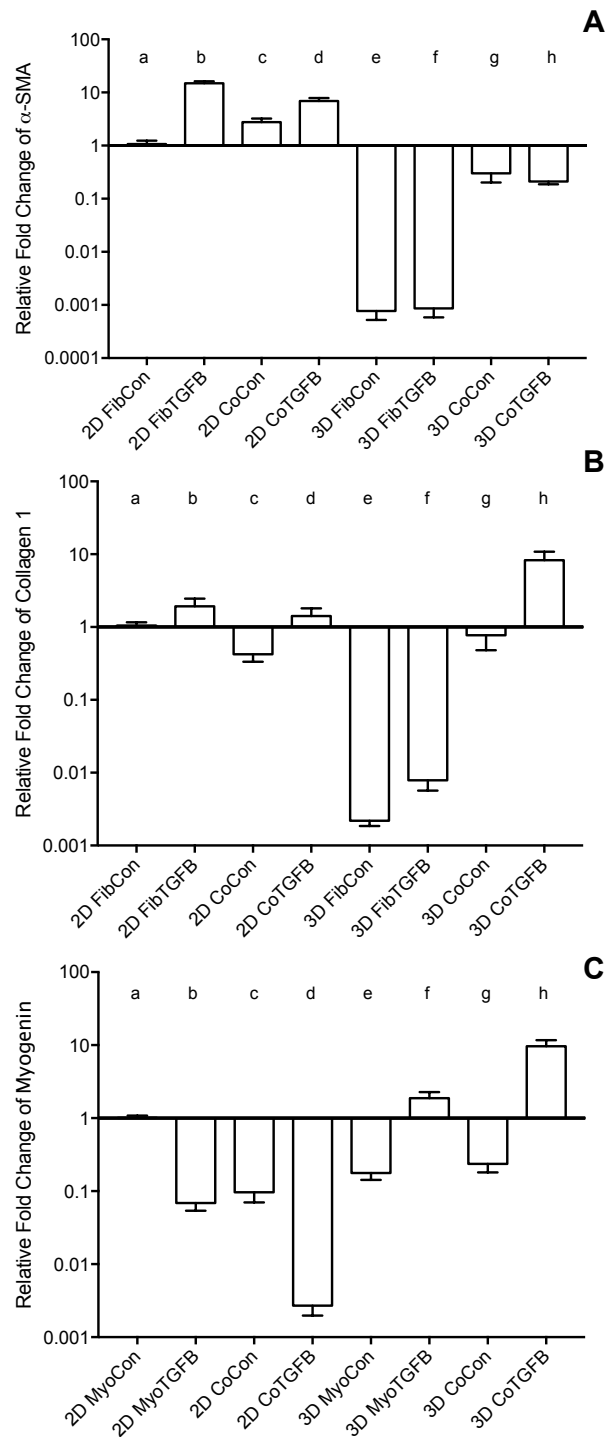 A
Relative Fold Change of α-SMA
a b c d e f g h
100
10
1
0.1
0.01
0.001
0.0001
2D FibCon
2D FibTGFB
2D CoCon
2D CoTGFB
3D FibCon
3D FibTGFB
3D CoCon
3D CoTGFB
B
Relative Fold Change of Collagen 1
a b c d e f g h
100
10
1
0.1
0.01
0.001
2D FibCon
2D FibTGFB
2D CoCon
2D CoTGFB
3D FibCon
3D FibTGFB
3D CoCon
3D CoTGFB
C
Relative Fold Change of Myogenin
a b c d e f g h
100
10
1
0.1
0.01
0.001
2D MyoCon
2D MyoTGFB
2D CoCon
2D CoTGFB
3D MyoCon
3D MyoTGFB
3D CoCon
3D CoTGFB